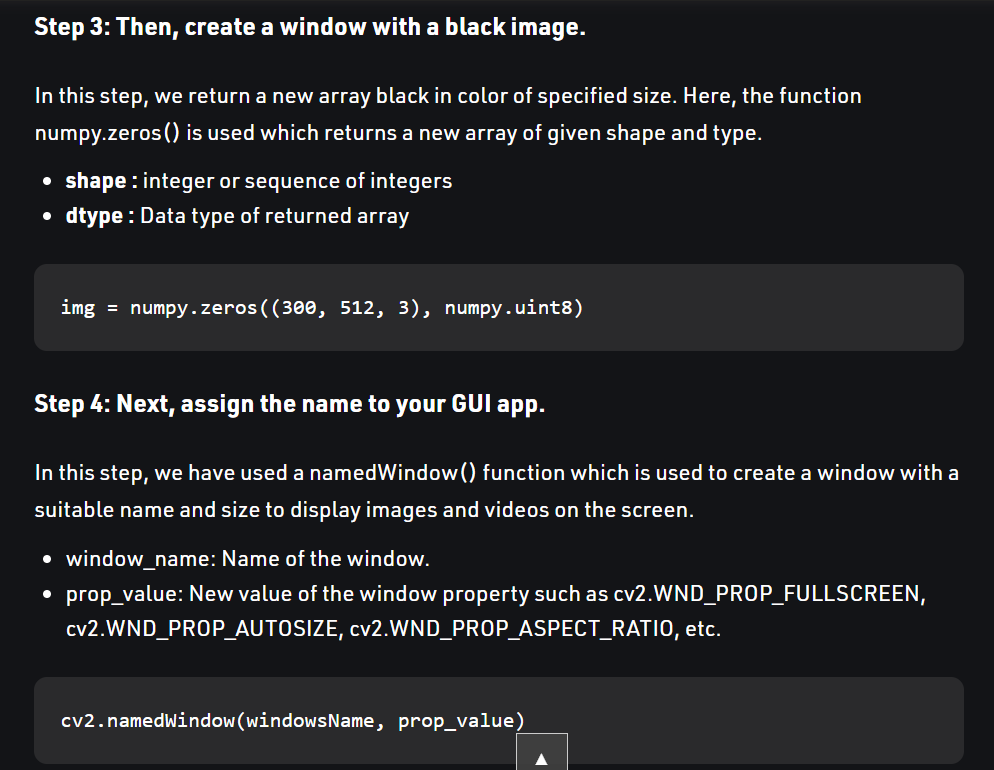 Step 3: Then, create a window with a black image.
In this step, we return a new array black in color of specified size. Here, the function
numpy.zeros() is used which returns a new array of given shape and type.
• shape : integer or sequence of integers
• dtype : Data type of returned array
img = numpy.zeros((300, 512, 3), numpy.uint8)
Step 4: Next, assign the name to your GUI app.
In this step, we have used a namedWindow() function which is used to create a window with a
suitable name and size to display images and videos on the screen.
• window_name: Name of the window.
• prop_value: New value of the window property such as cv2.WND_PROP_FULLSCREEN,
cv2.WND_PROP_AUTOSIZE, cv2.WND_PROP_ASPECT_RATIO, etc.
cv2.namedWindow(windowsName, prop_value)
▲